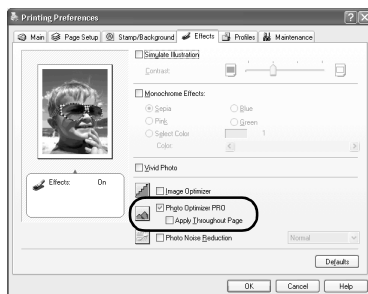 Printing Preferences
Main Page Setup Stamp/Background Effects Profiles Maintenance
Simulate Illustration
Contrast:
Monochrome Effects:
Sepia Blue
Pink Green
Select Color 1
Color:
Vivid Photo
Effects: On
Image Optimizer
Photo Optimizer PRO
Apply Throughout Page
Photo Noise Reduction Normal
Defaults
OK Cancel Help